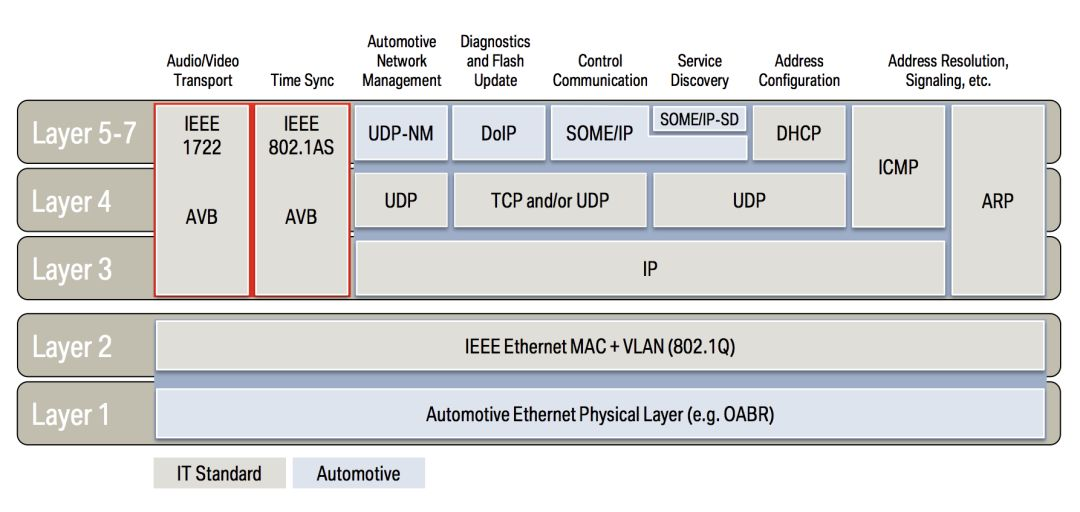 Audio/Video
Transport
Time Sync
Automotive
Network
Management
Diagnostics
and Flash
Update
Control
Communication
Service
Discovery
Address
Configuration
Address Resolution,
Signaling, etc.
Layer 5-7
IEEE
1722
IEEE
802.1AS
UDP-NM
DoIP
SOME/IP
SOME/IP-SD
DHCP
ICMP
ARP
Layer 4
AVB
AVB
UDP
TCP and/or UDP
UDP
Layer 3
IP
Layer 2
IEEE Ethernet MAC + VLAN (802.1Q)
Layer 1
Automotive Ethernet Physical Layer (e.g. OABR)
IT Standard
Automotive